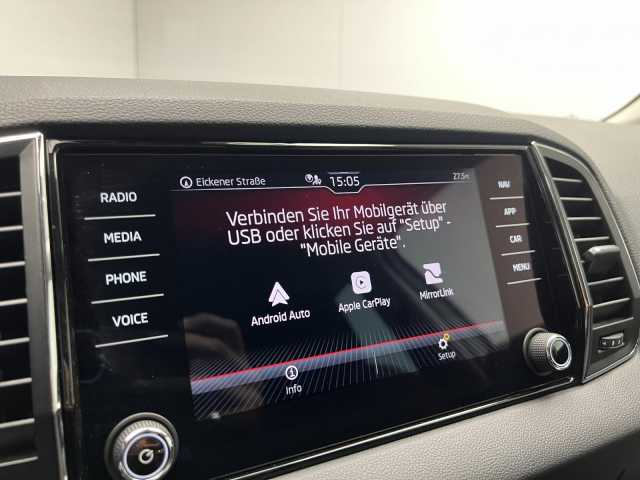 Eickener Straße
15:05
27.5
RADIO
MEDIA
PHONE
VOICE
Verbinden Sie Ihr Mobilgerät über
USB oder klicken Sie auf "Setup" -
"Mobile Geräte".
Android Auto
Apple CarPlay
MirrorLink
Info
Setup
NAV
APP
CAR
MENU